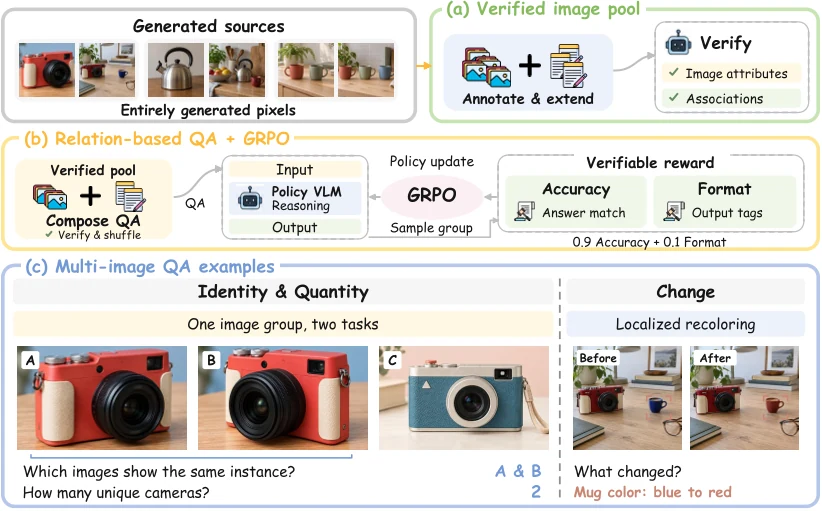 Generated sources
Entirely generated pixels
(a) Verified image pool
Annotate & extend
Verify
✓ Image attributes
✓ Associations
(b) Relation-based QA + GRPO
Verified pool
Compose QA
✓ Verify & shuffle
QA
Input
Policy VLM
Reasoning
Output
Policy update
GRPO
Sample group
Verifiable reward
Accuracy
Answer match
Format
Output tags
0.9 Accuracy + 0.1 Format
(c) Multi-image QA examples
Identity & Quantity
One image group, two tasks
A
B
C
Which images show the same instance? A & B
How many unique cameras? 2
Change
Localized recoloring
Before
After
What changed?
Mug color: blue to red